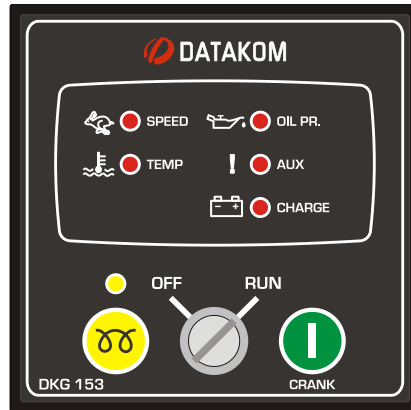 DATAKOM
SPEED OIL PR.
TEMP ! AUX
CHARGE
OFF RUN
DKG 153 CRANK